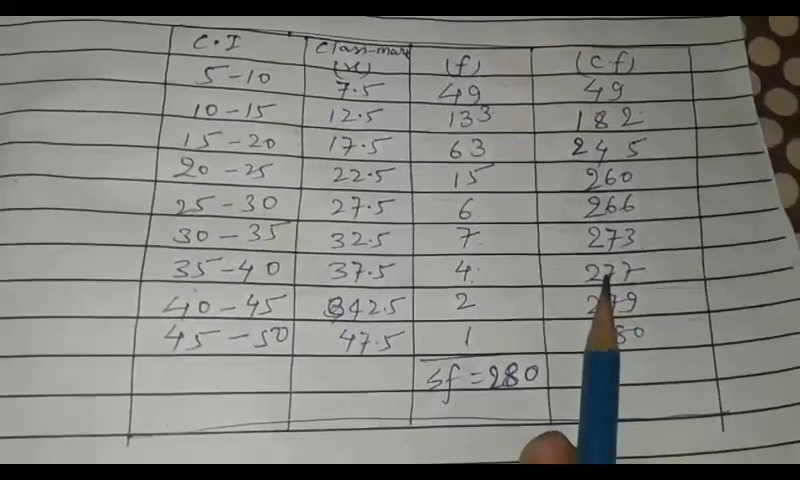 C.I Class-mark (x) (f) (c.f)
5-10 7.5 49 49
10-15 12.5 133 182
15-20 17.5 63 245
20-25 22.5 15 260
25-30 27.5 6 266
30-35 32.5 7 273
35-40 37.5 4 277
40-45 42.5 2 279
45-50 47.5 1 80
Σf = 280